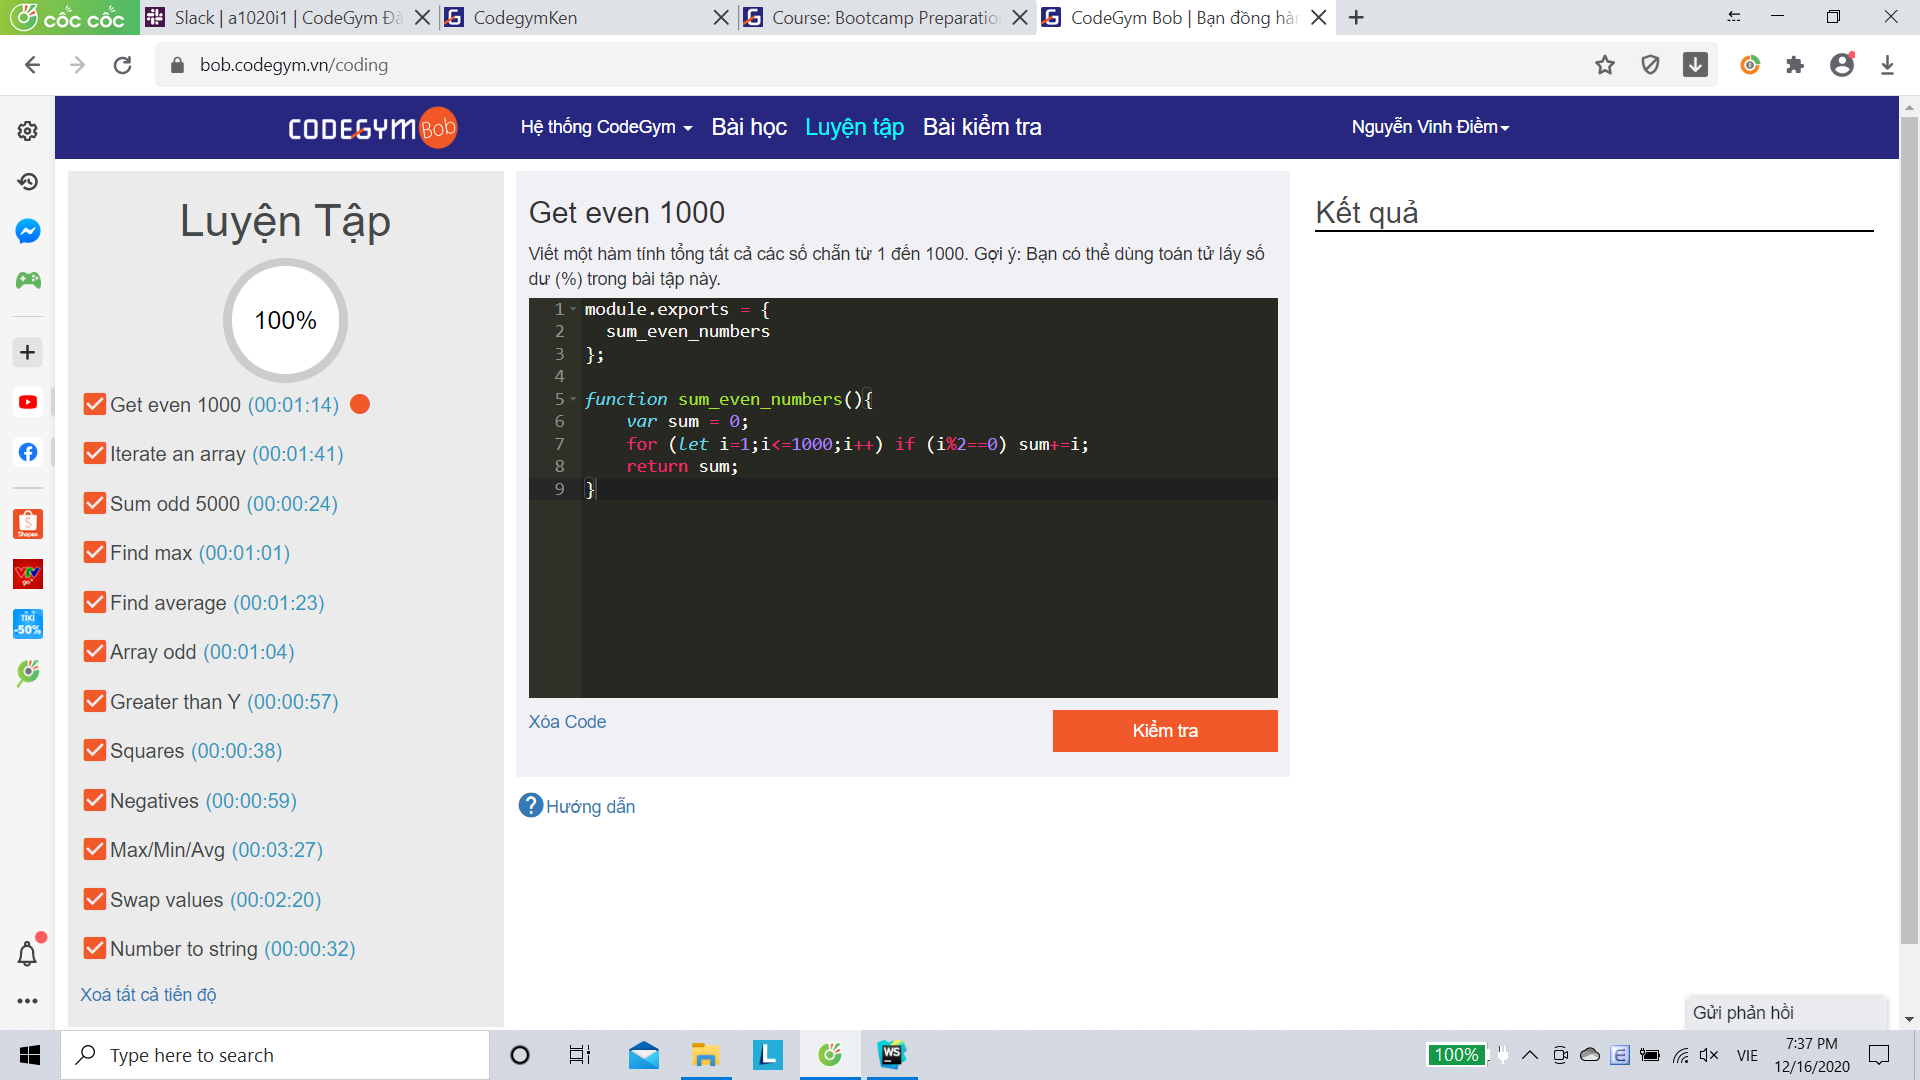 cốc cốc
Slack | a1020i1 | CodeGym Đà
CodegymKen
Course: Bootcamp Preparatio
CodeGym Bob | Bạn đồng hàn
bob.codegym.vn/coding
CODEGYM Bob
Hệ thống CodeGym
Bài học
Luyện tập
Bài kiểm tra
Nguyễn Vinh Điềm
Luyện Tập
100%
Get even 1000 (00:01:14)
Iterate an array (00:01:41)
Sum odd 5000 (00:00:24)
Find max (00:01:01)
Find average (00:01:23)
Array odd (00:01:04)
Greater than Y (00:00:57)
Squares (00:00:38)
Negatives (00:00:59)
Max/Min/Avg (00:03:27)
Swap values (00:02:20)
Number to string (00:00:32)
Xoá tất cả tiến độ
Get even 1000
Viết một hàm tính tổng tất cả các số chẵn từ 1 đến 1000. Gợi ý: Bạn có thể dùng toán tử lấy số
dư (%) trong bài tập này.
1 module.exports = {
2 sum_even_numbers
3 };
4
5 function sum_even_numbers(){
6 var sum = 0;
7 for (let i=1;i<=1000;i++) if (i%2==0) sum+=i;
8 return sum;
9 }
Xóa Code
Kiểm tra
Hướng dẫn
Kết quả
Gửi phản hồi
Shopee
VTV
go
TIKI
-50%
Type here to search
L
WS
100%
E
VIE
7:37 PM
12/16/2020